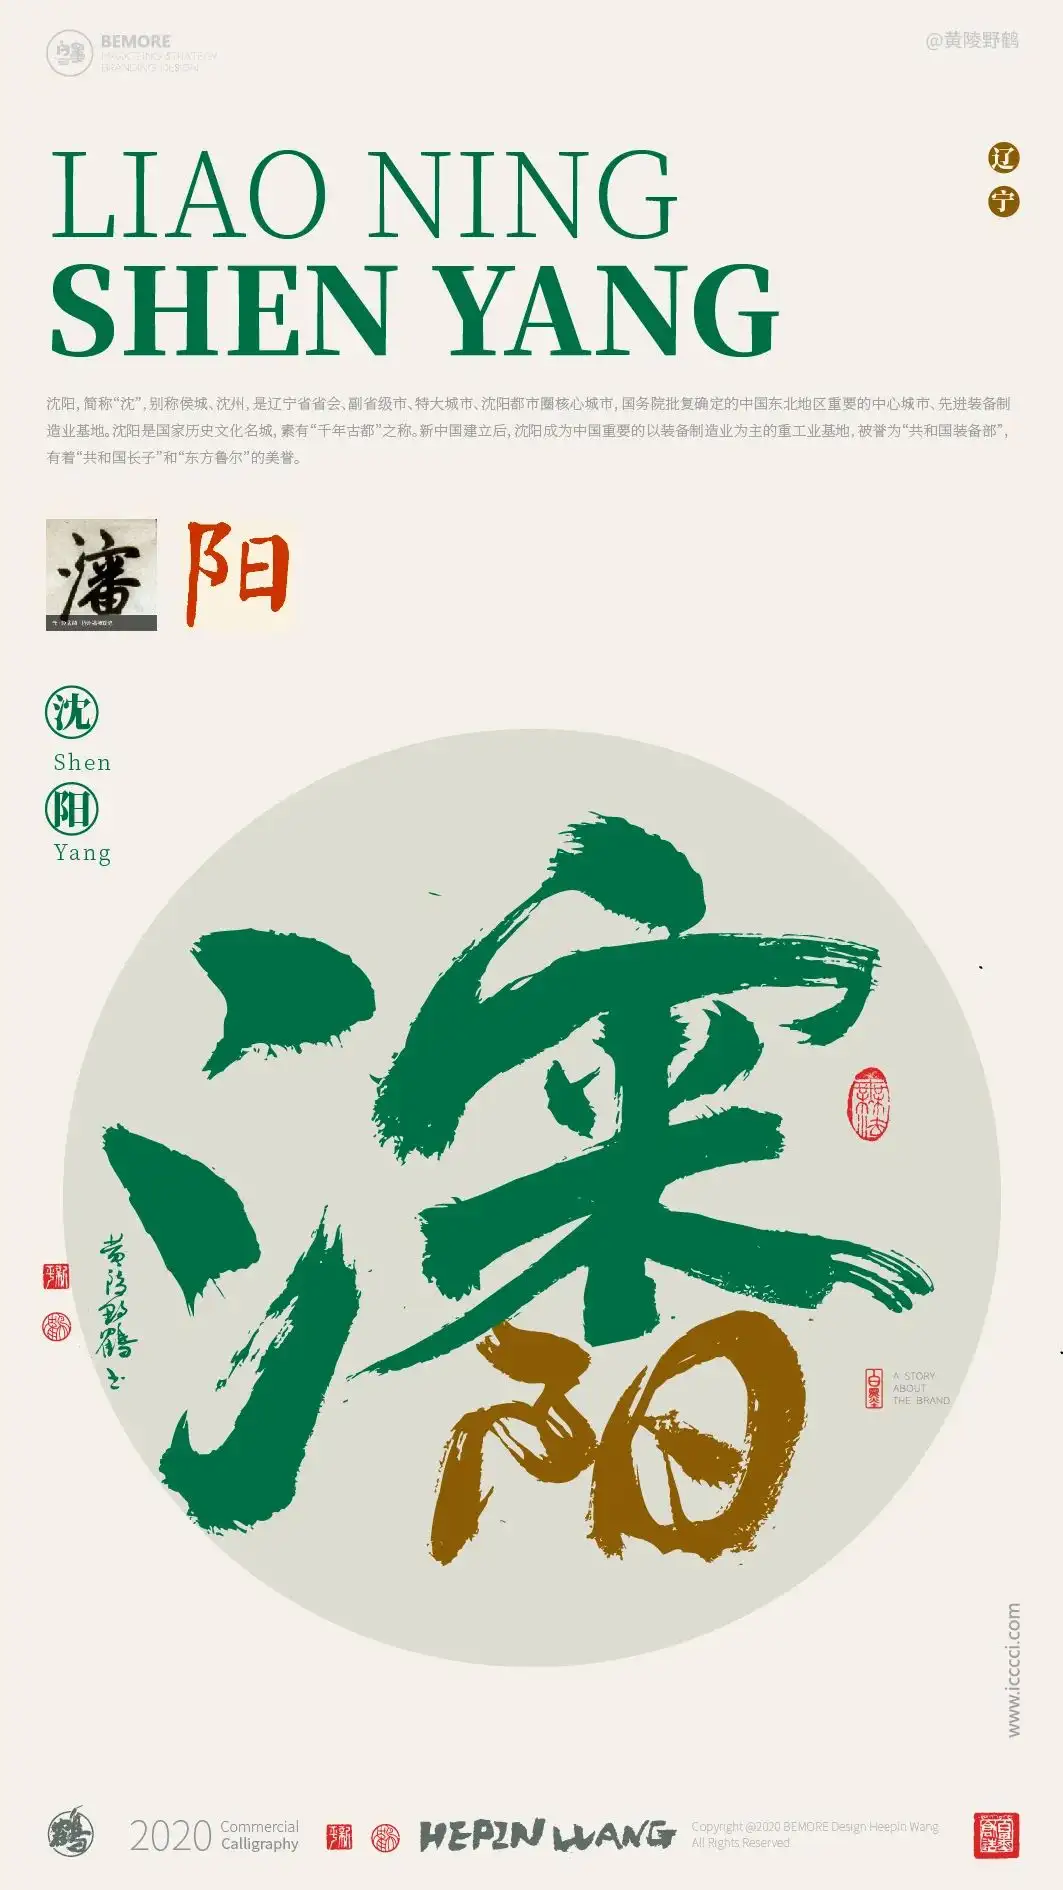 BEMORE
MARKETING STRATEGY
BRANDING DESIGN
@黄陵野鹤
LIAO NING
SHEN YANG
辽
宁
沈阳，简称“沈”，别称侯城、沈州，是辽宁省省会、副省级市、特大城市、沈阳都市圈核心城市，国务院批复确定的中国东北地区重要的中心城市、先进装备制
造业基地。沈阳是国家历史文化名城，素有“千年古都”之称。新中国建立后，沈阳成为中国重要的以装备制造业为主的重工业基地，被誉为“共和国装备部”，
有着“共和国长子”和“东方鲁尔”的美誉。
瀋
阳
沈
Shen
阳
Yang
阳
黄陵野鹤书
A STORY
ABOUT
THE BRAND
www.icccci.com
鹤
2020
Commercial
Calligraphy
HEPIN WANG
Copyright @2020 BEMORE Design Heepin Wang
All Rights Reserved